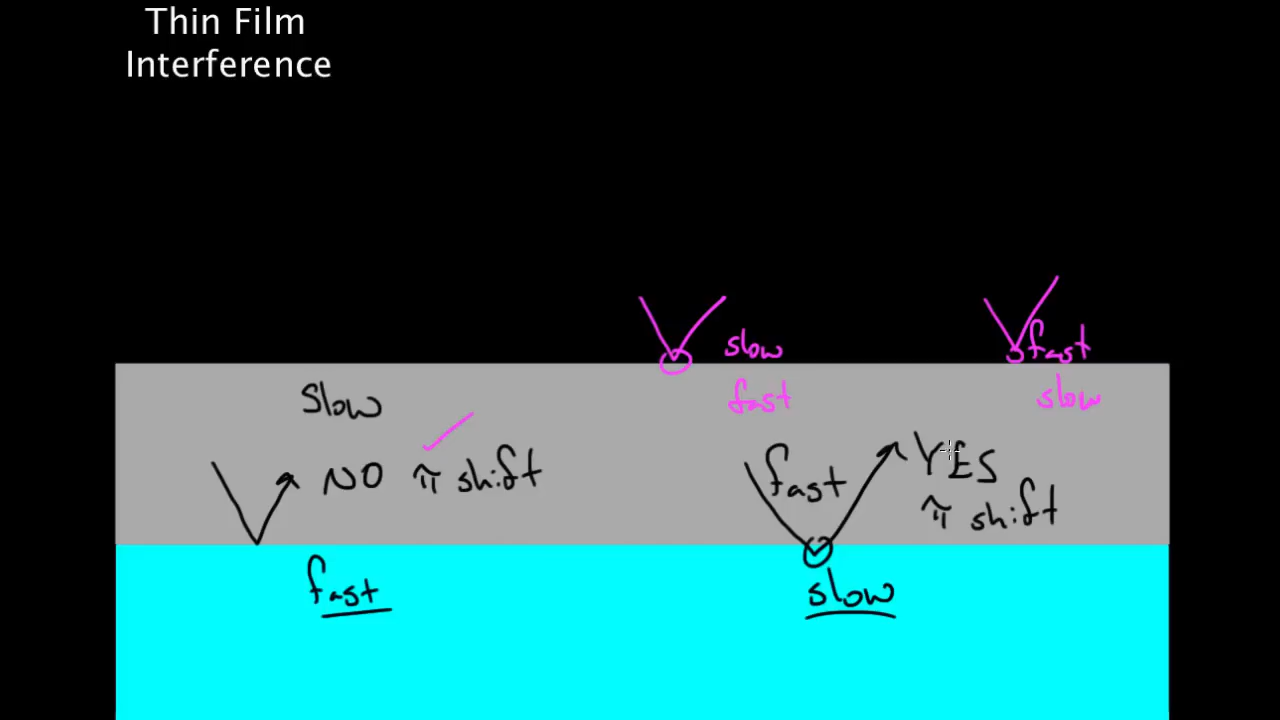 Thin Film
Interference
slow
fast
fast
slow
Slow
NO π shift
fast
fast
YES
π shift
slow